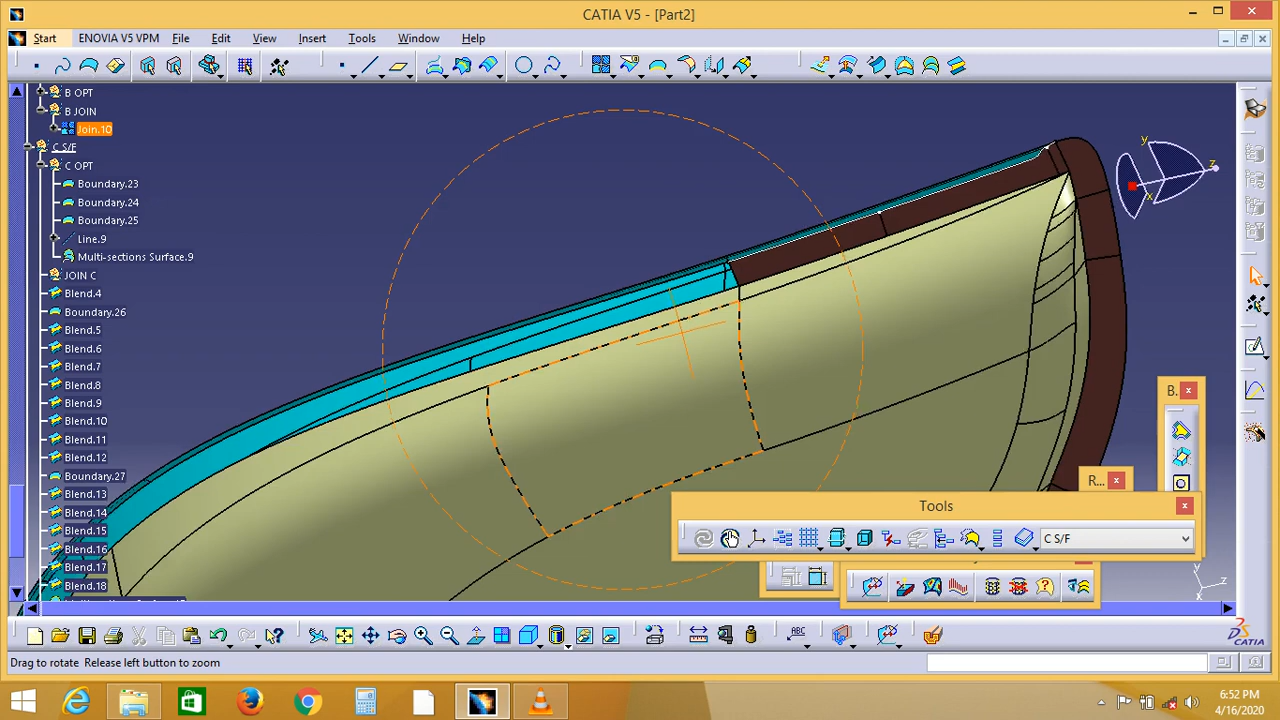 CATIA V5 - [Part2]
Start ENOVIA V5 VPM File Edit View Insert Tools Window Help
B OPT
B JOIN
Join.10
C S/F
C OPT
Boundary.23
Boundary.24
Boundary.25
Line.9
Multi-sections Surface.9
JOIN C
Blend.4
Boundary.26
Blend.5
Blend.6
Blend.7
Blend.8
Blend.9
Blend.10
Blend.11
Blend.12
Boundary.27
Blend.13
Blend.14
Blend.15
Blend.16
Blend.17
Blend.18
y
z
x
B...
R...
Tools
C S/F
y
z
x
ABC
DS CATIA
Drag to rotate Release left button to zoom
6:52 PM
4/16/2020